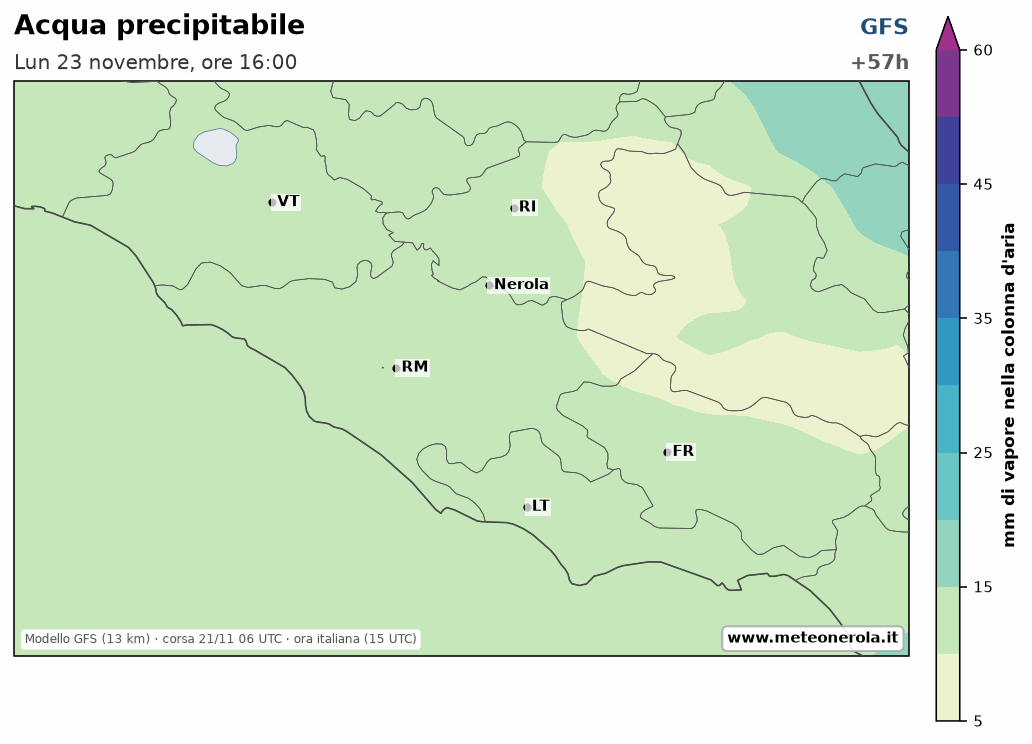 Acqua precipitabile
GFS
Lun 23 novembre, ore 16:00
+57h
60
45
35
25
15
5
mm di vapore nella colonna d'aria
VT
RI
Nerola
RM
FR
LT
Modello GFS (13 km) · corsa 21/11 06 UTC · ora italiana (15 UTC)
www.meteonerola.it